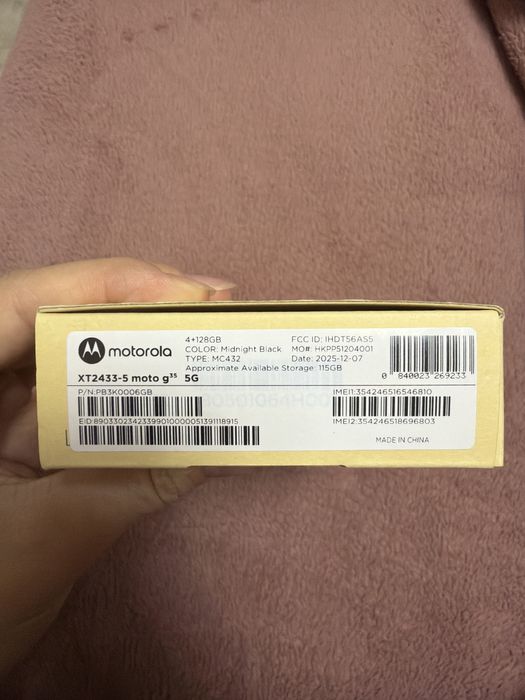 motorola
4+128GB
COLOR: Midnight Black
TYPE: MC432
FCC ID: IHDT56AS5
MO#: HKPP51204001
Date: 2025-12-07
Approximate Available Storage: 115GB
0 840023 269233
XT2433-5 moto g35 5G
P/N:PB3K0006GB
EID:89033023423399010000051391118915
IMEI1:354246516546810
IMEI2:354246518696803
MADE IN CHINA